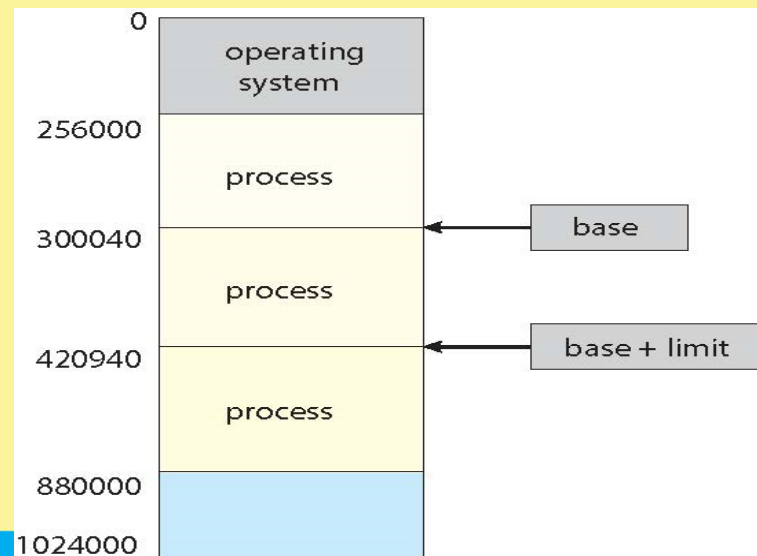 0
operating
system
256000
process
base
300040
process
base + limit
420940
process
880000
1024000